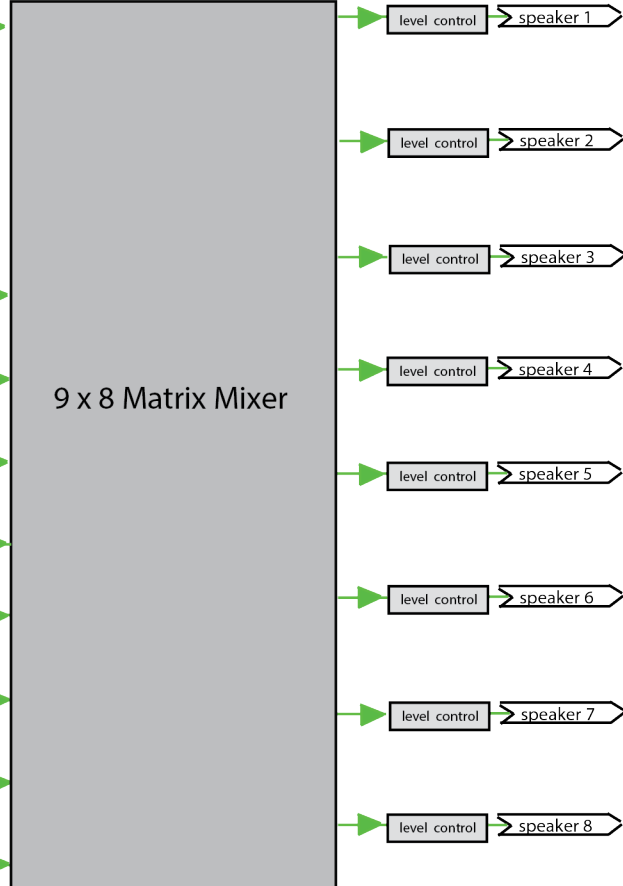 level control
speaker 1
level control
speaker 2
level control
speaker 3
level control
speaker 4
9 x 8 Matrix Mixer
level control
speaker 5
level control
speaker 6
level control
speaker 7
level control
speaker 8